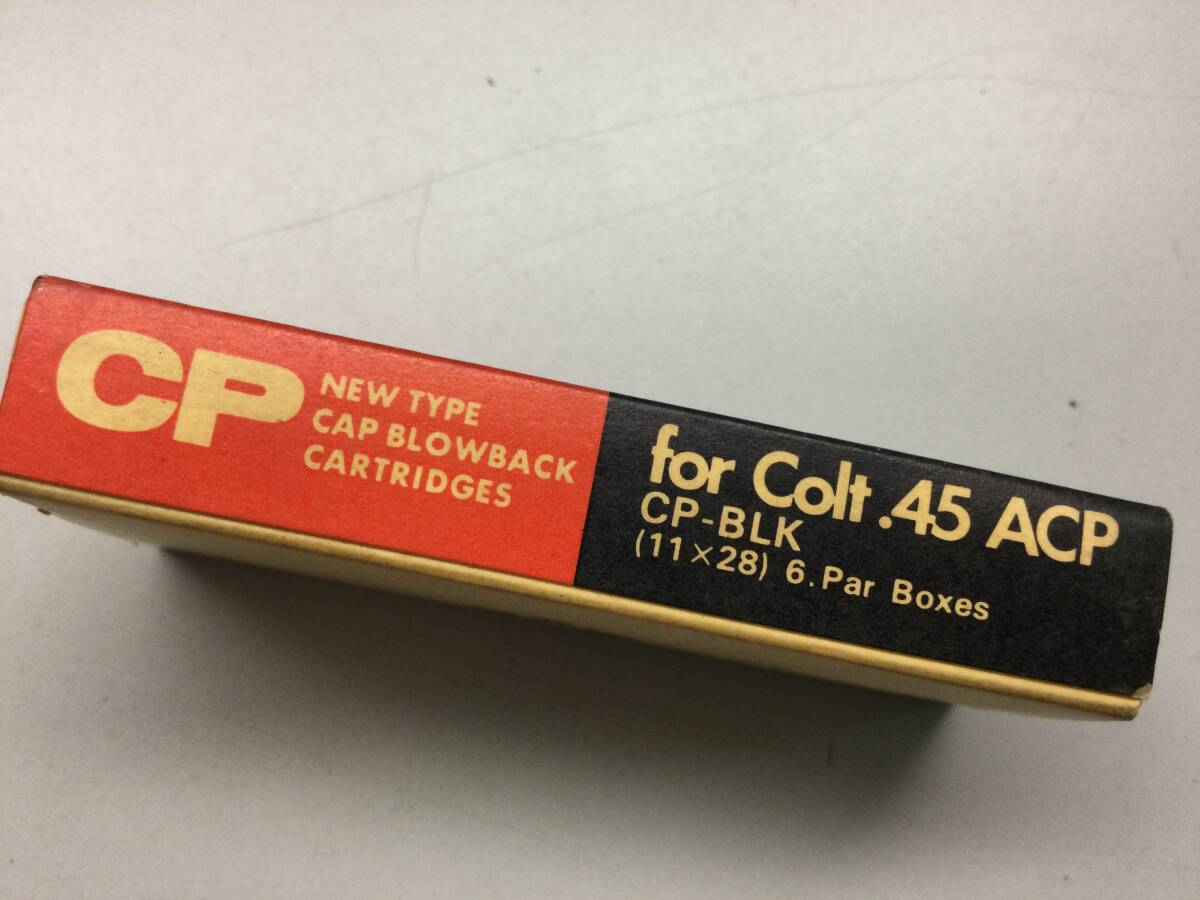 CP
NEW TYPE
CAP BLOWBACK
CARTRIDGES
for Colt .45 ACP
CP-BLK
(11×28) 6.Par Boxes